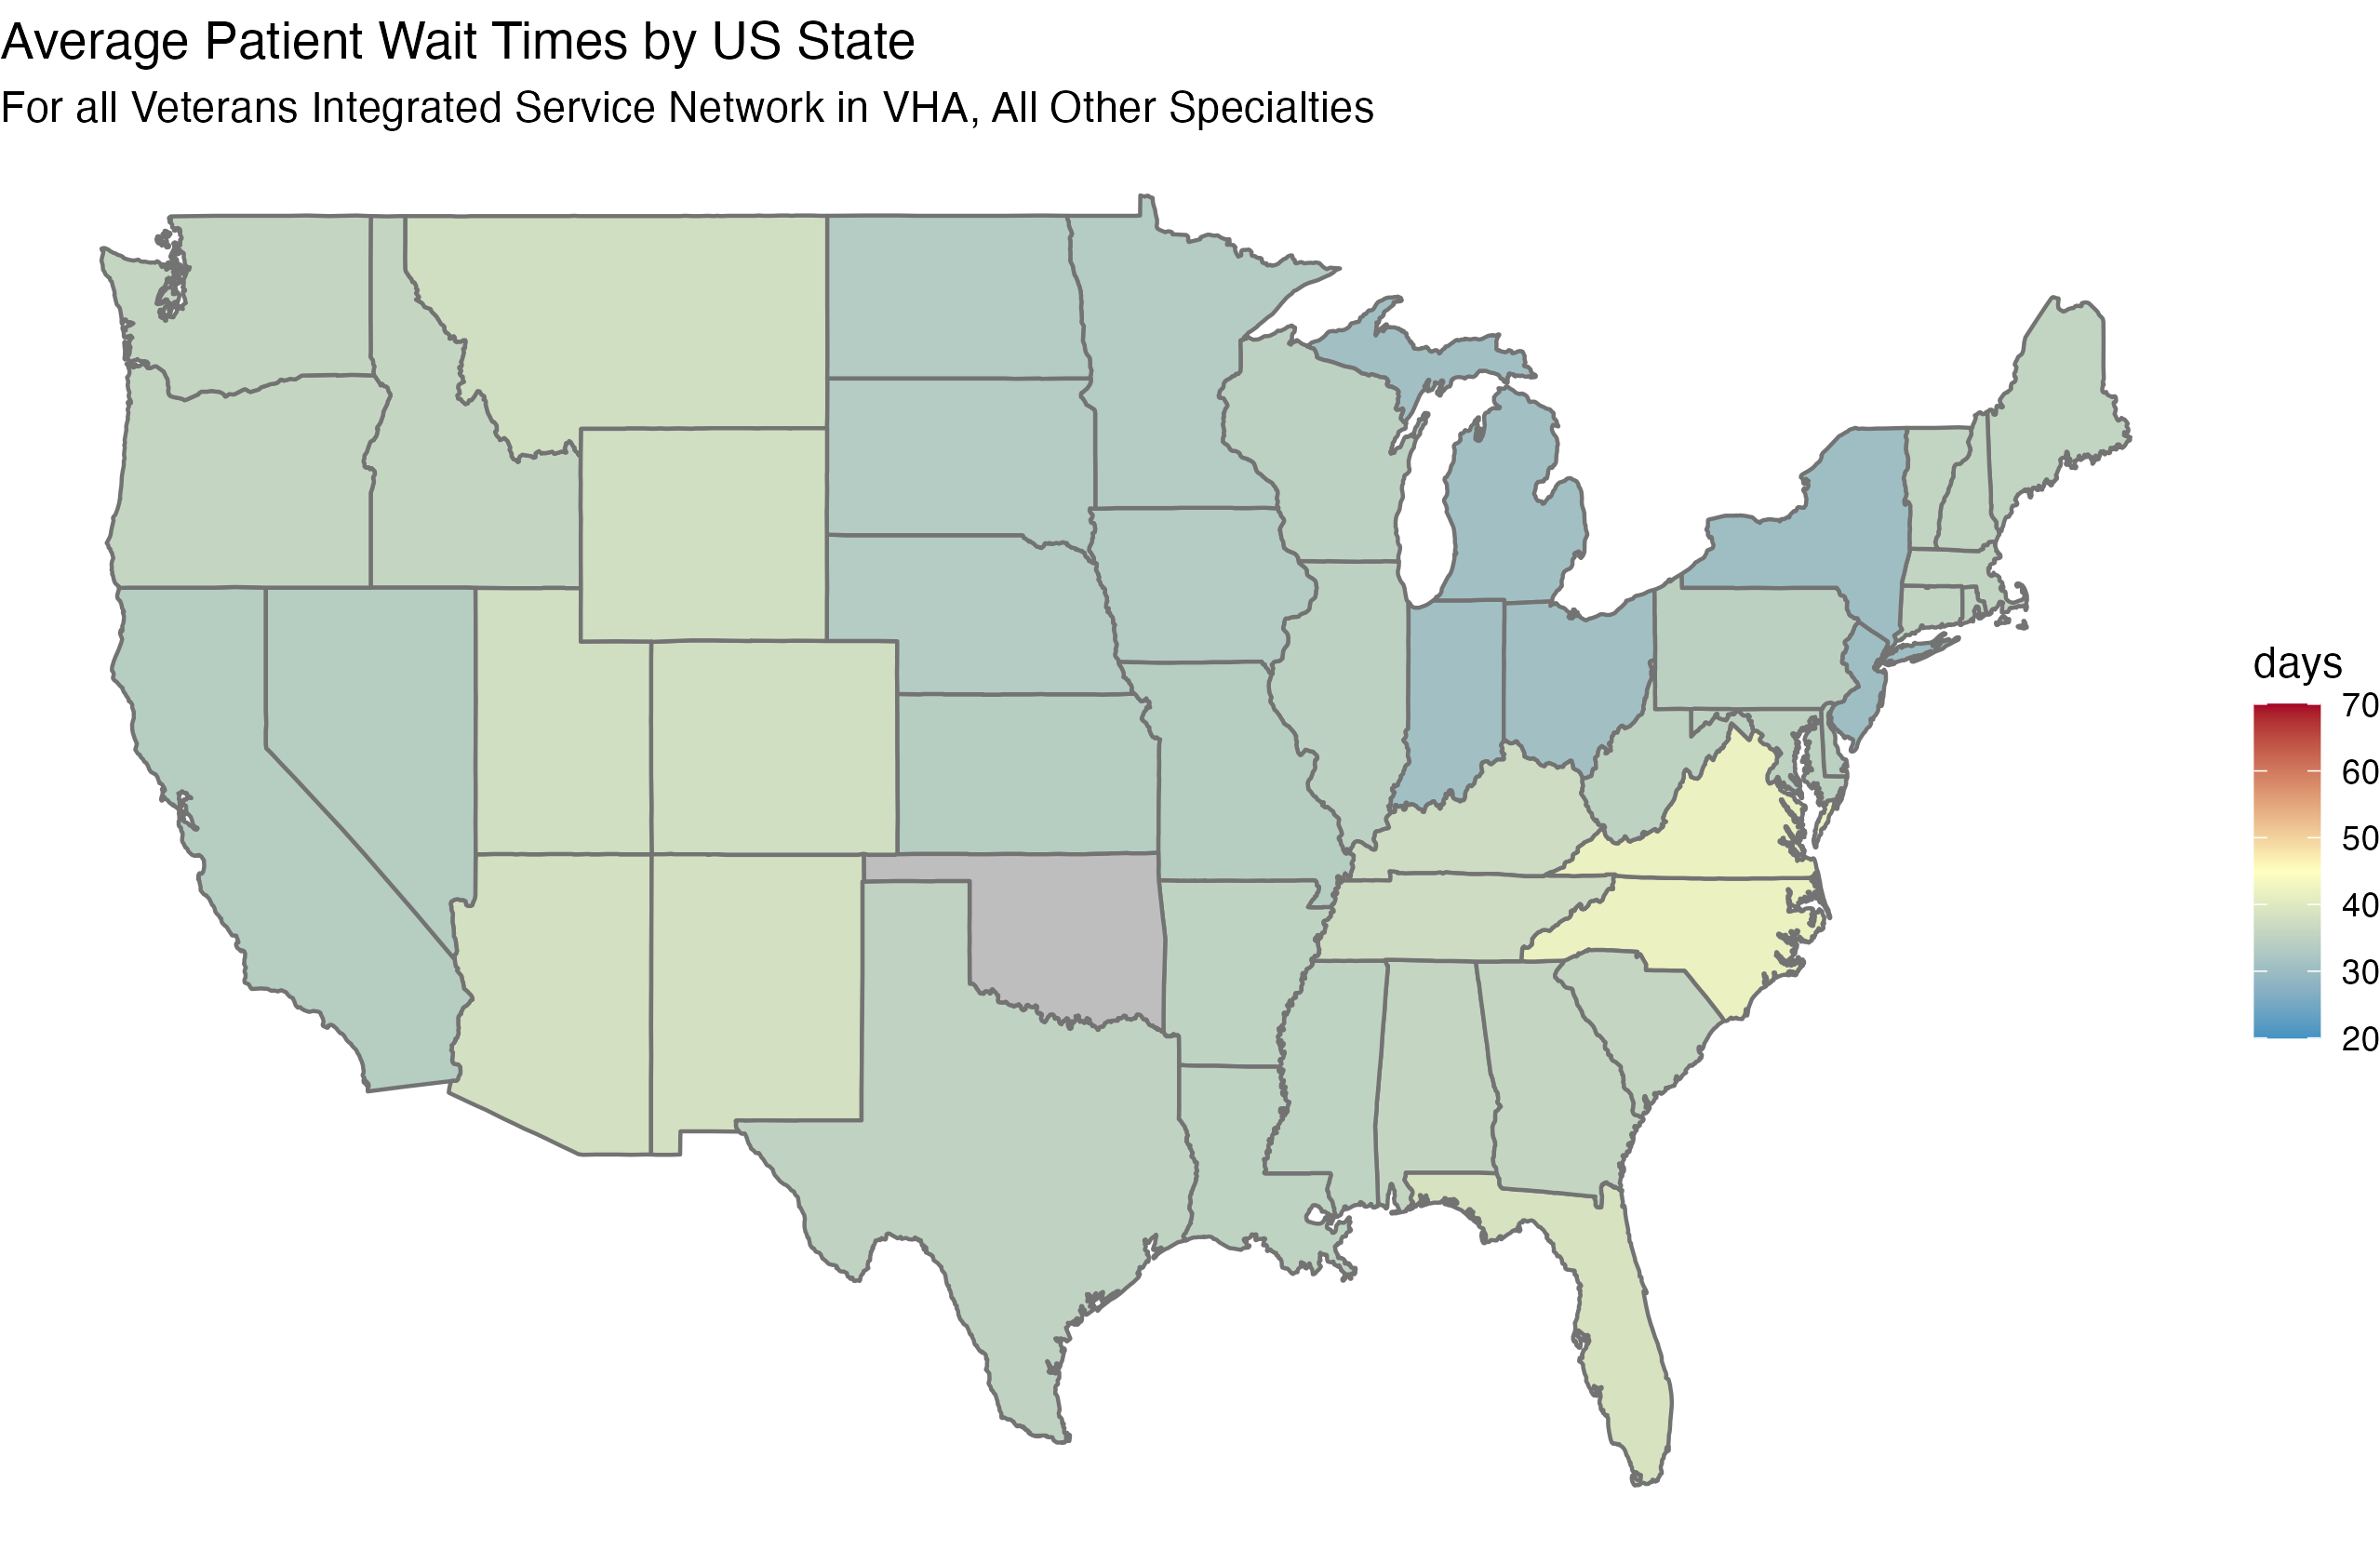 Average Patient Wait Times by US State
For all Veterans Integrated Service Network in VHA, All Other Specialties
days
70
60
50
40
30
20